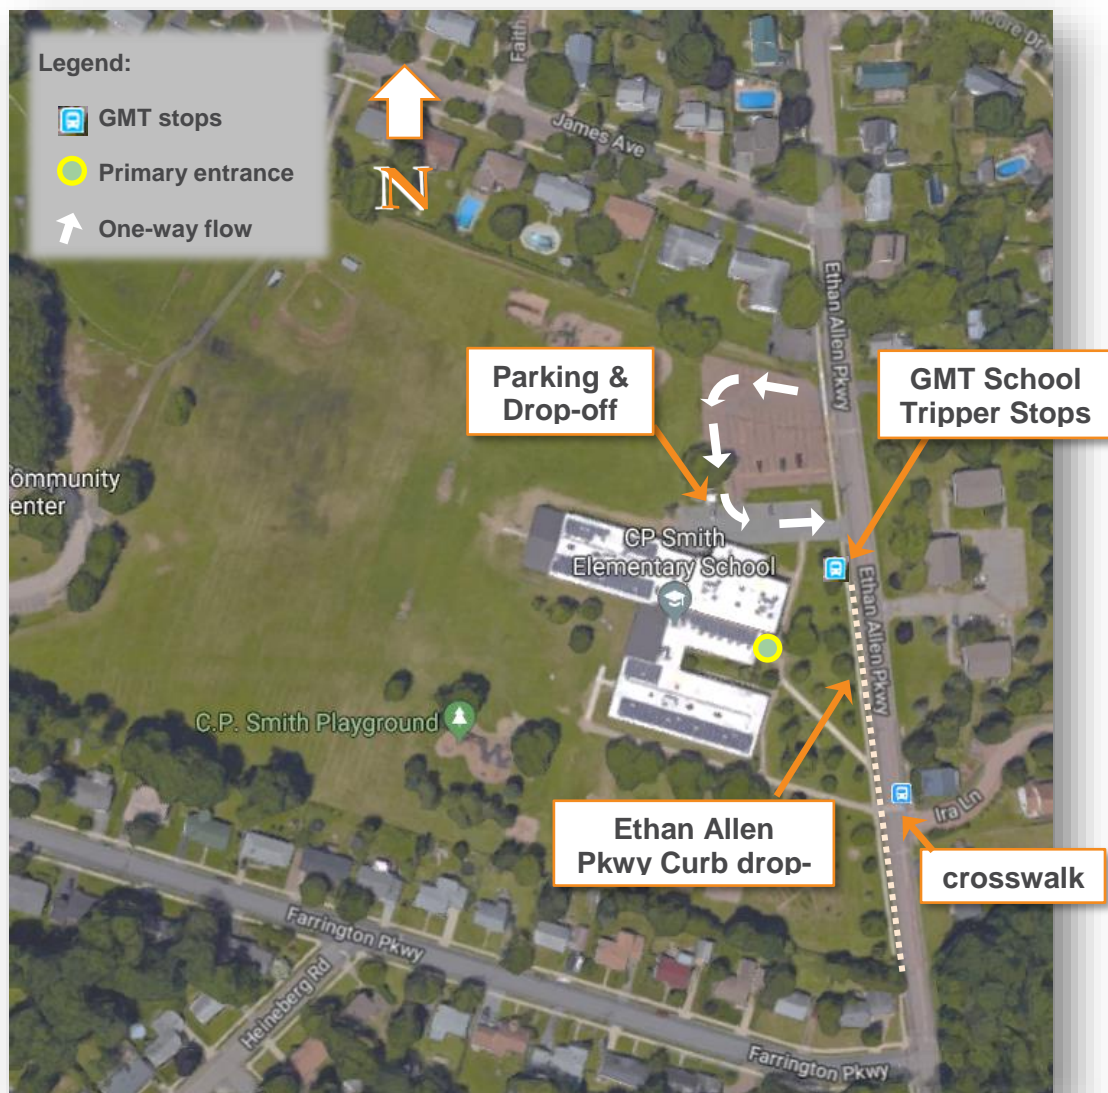 Legend:
GMT stops
Primary entrance
One-way flow
N
Faith
Moore Dr
James Ave
Ethan Allen Pkwy
Parking &
Drop-off
GMT School
Tripper Stops
ommunity
enter
CP Smith
Elementary School
Ethan Allen Pkwy
C.P. Smith Playground
Ira Ln
Ethan Allen
Pkwy Curb drop-
crosswalk
Farrington Pkwy
Heineberg Rd
Farrington Pkwy